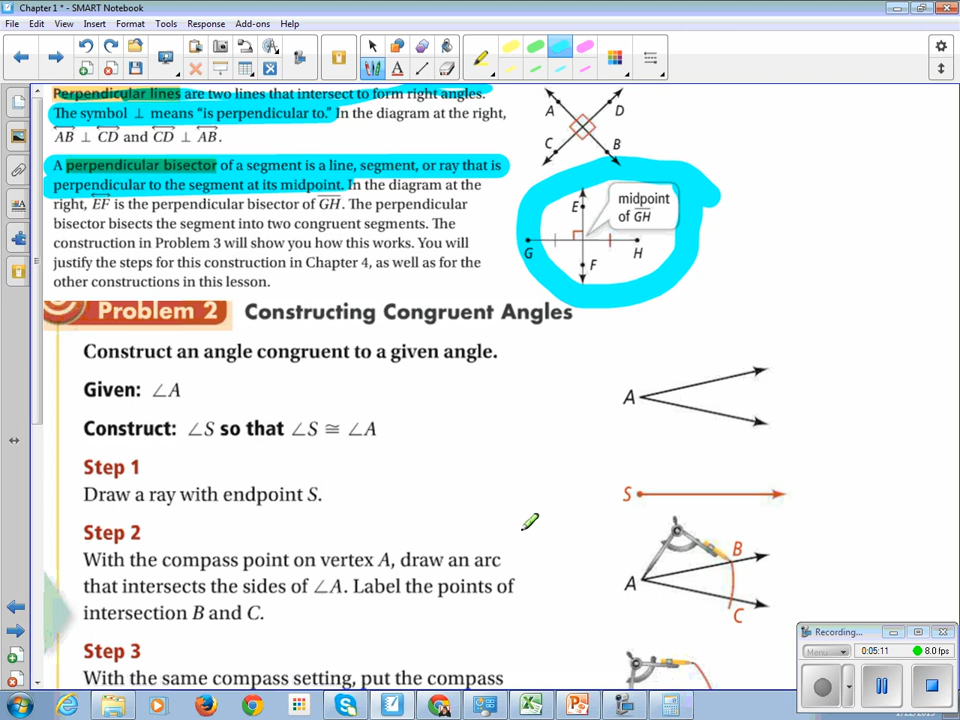 Chapter 1 * - SMART Notebook
File Edit View Insert Format Tools Response Add-ons Help
Perpendicular lines are two lines that intersect to form right angles.
The symbol ⊥ means "is perpendicular to." In the diagram at the right,
AB ⊥ CD and CD ⊥ AB.
A D
C B
A perpendicular bisector of a segment is a line, segment, or ray that is
perpendicular to the segment at its midpoint. In the diagram at the
right, EF is the perpendicular bisector of GH. The perpendicular
bisector bisects the segment into two congruent segments. The
construction in Problem 3 will show you how this works. You will
justify the steps for this construction in Chapter 4, as well as for the
other constructions in this lesson.
midpoint
of GH
E
G H
F
Problem 2 Constructing Congruent Angles
Construct an angle congruent to a given angle.
Given: ∠A
Construct: ∠S so that ∠S ≅ ∠A
A
Step 1
Draw a ray with endpoint S.
S
Step 2
With the compass point on vertex A, draw an arc
that intersects the sides of ∠A. Label the points of
intersection B and C.
B
A
C
Step 3
With the same compass setting, put the compass
Recording...
Menu
0:05:11 8.0 fps